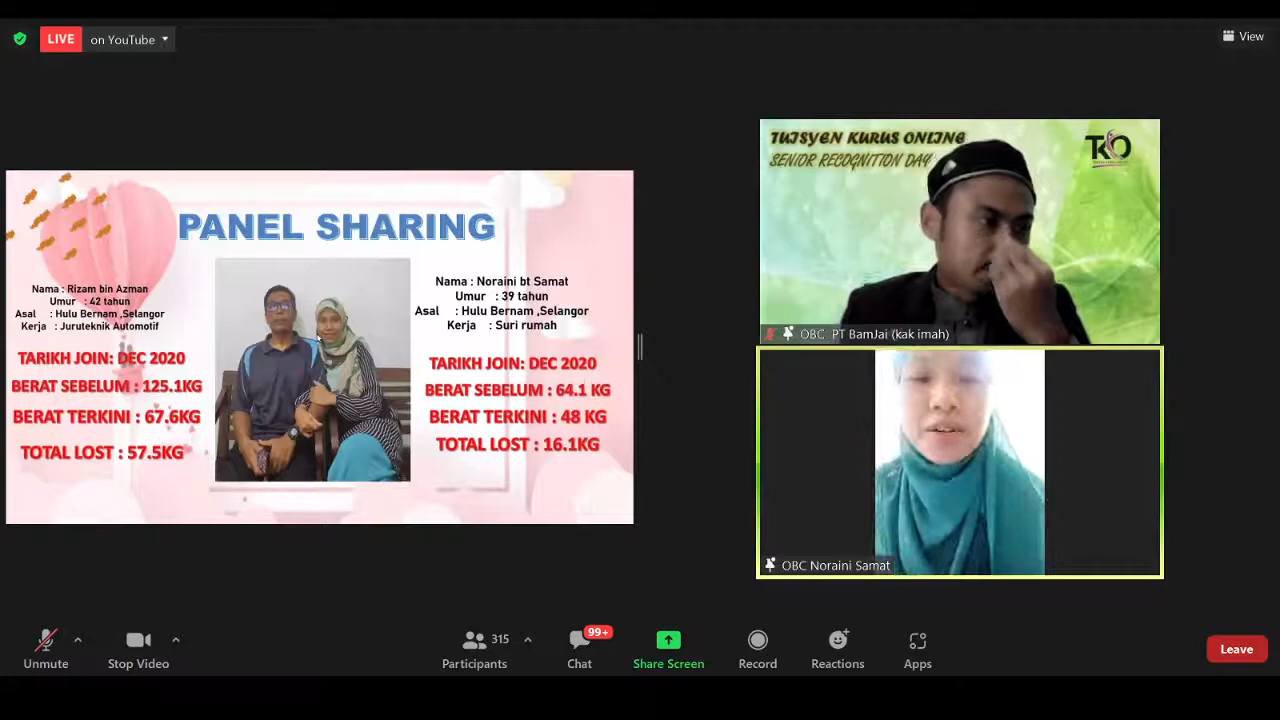 LIVE on YouTube
View
PANEL SHARING
Nama : Rizam bin Azman
Umur : 42 tahun
Asal : Hulu Bernam ,Selangor
Kerja : Juruteknik Automotif
TARIKH JOIN: DEC 2020
BERAT SEBELUM : 125.1KG
BERAT TERKINI : 67.6KG
TOTAL LOST : 57.5KG
Nama : Noraini bt Samat
Umur : 39 tahun
Asal : Hulu Bernam ,Selangor
Kerja : Suri rumah
TARIKH JOIN: DEC 2020
BERAT SEBELUM : 64.1 KG
BERAT TERKINI : 48 KG
TOTAL LOST : 16.1KG
TUISYEN KURUS ONLINE
SENIOR RECOGNITION DAY
TKO
OBC_PT BamJai (kak imah)
OBC Noraini Samat
Unmute
Stop Video
315
Participants
99+
Chat
Share Screen
Record
Reactions
Apps
Leave